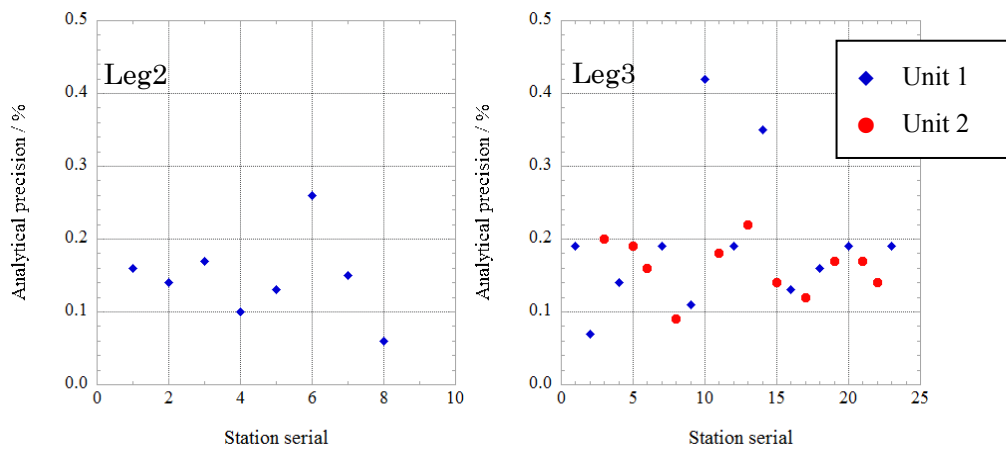 Leg2
Analytical precision / %
0.5
0.4
0.3
0.2
0.1
0.0
0 2 4 6 8 10
Station serial
Leg3
Analytical precision / %
0.5
0.4
0.3
0.2
0.1
0.0
0 5 10 15 20 25
Station serial
Unit 1
Unit 2